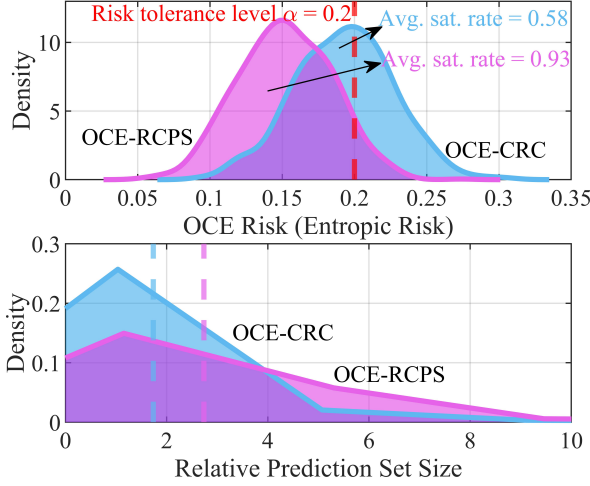 Risk tolerance level α = 0.2
Avg. sat. rate = 0.58
Avg. sat. rate = 0.93
OCE-RCPS
OCE-CRC
Density
10
5
0
0 0.05 0.1 0.15 0.2 0.25 0.3 0.35
OCE Risk (Entropic Risk)
0.3
0.2
0.1
0
Density
OCE-CRC
OCE-RCPS
0 2 4 6 8 10
Relative Prediction Set Size